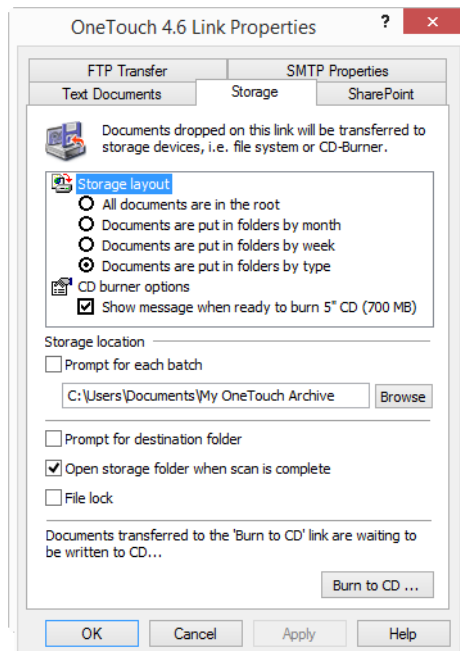 OneTouch 4.6 Link Properties ? ×
FTP Transfer SMTP Properties
Text Documents Storage SharePoint
Documents dropped on this link will be transferred to
storage devices, i.e. file system or CD-Burner.
Storage layout
All documents are in the root
Documents are put in folders by month
Documents are put in folders by week
Documents are put in folders by type
CD burner options
Show message when ready to burn 5" CD (700 MB)
Storage location
Prompt for each batch
C:\Users\Documents\My OneTouch Archive Browse
Prompt for destination folder
Open storage folder when scan is complete
File lock
Documents transferred to the 'Burn to CD' link are waiting to
be written to CD...
Burn to CD ...
OK Cancel Apply Help